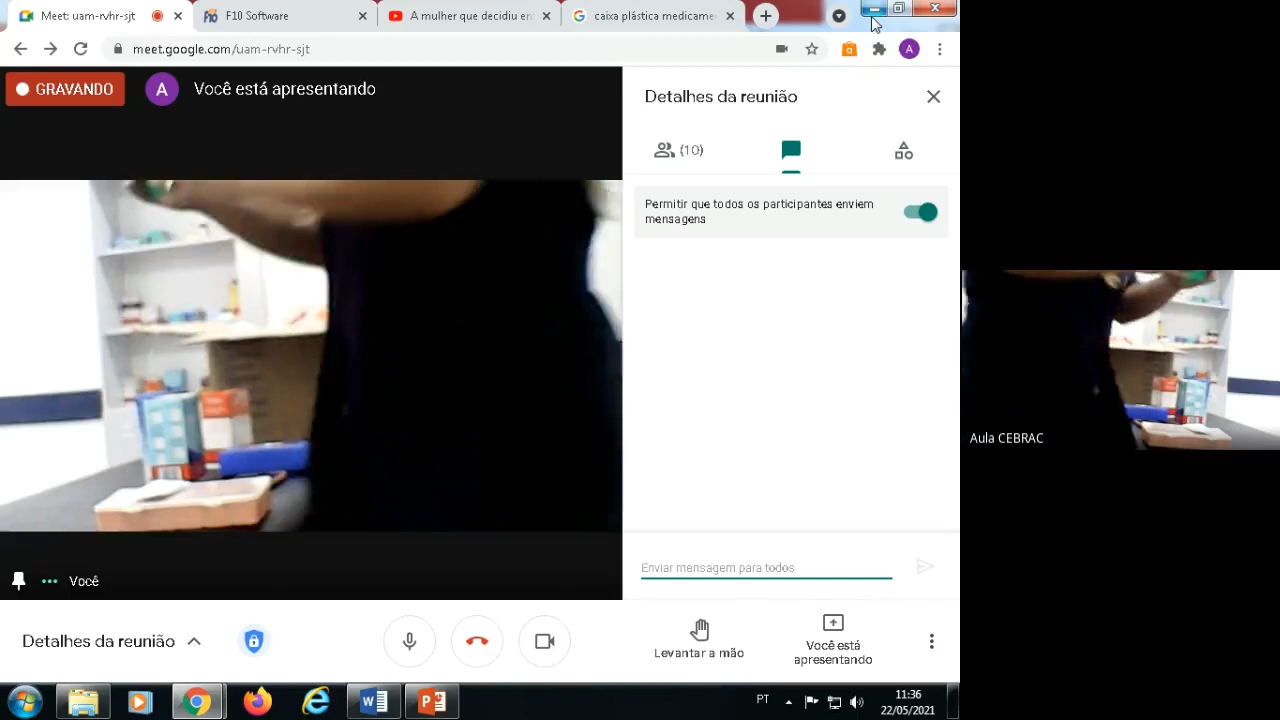 Meet: uam-rvhr-sjt
F10 Software
A mulher que decidiu en
caixa plástica medicame
meet.google.com/uam-rvhr-sjt
A
GRAVANDO
A
Você está apresentando
Detalhes da reunião
(10)
Permitir que todos os participantes enviem
mensagens
Aula CEBRAC
Enviar mensagem para todos
Você
Detalhes da reunião
Levantar a mão
Você está
apresentando
PT
11:36
22/05/2021